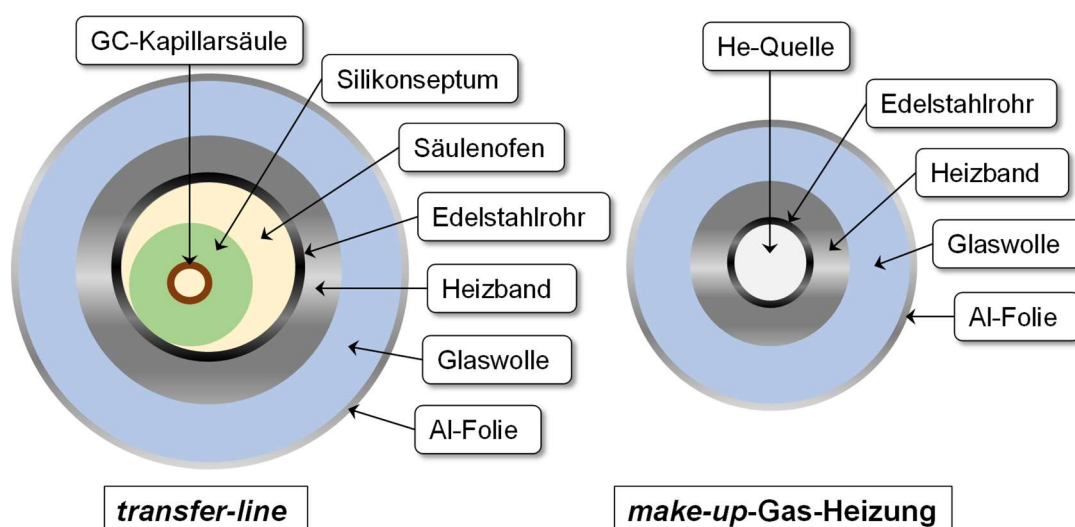 GC-Kapillarsäule
Silikonseptum
Säulenofen
Edelstahlrohr
Heizband
Glaswolle
Al-Folie
transfer-line
He-Quelle
Edelstahlrohr
Heizband
Glaswolle
Al-Folie
make-up-Gas-Heizung